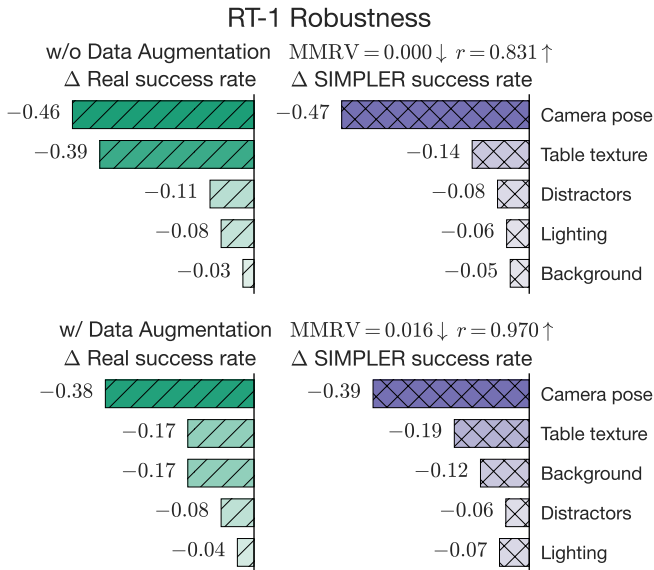 RT-1 Robustness
w/o Data Augmentation MMRV = 0.000↓ r = 0.831↑
Δ Real success rate Δ SIMPLER success rate
−0.46 −0.47 Camera pose
−0.39 −0.14 Table texture
−0.11 −0.08 Distractors
−0.08 −0.06 Lighting
−0.03 −0.05 Background
w/ Data Augmentation MMRV = 0.016↓ r = 0.970↑
Δ Real success rate Δ SIMPLER success rate
−0.38 −0.39 Camera pose
−0.17 −0.19 Table texture
−0.17 −0.12 Background
−0.08 −0.06 Distractors
−0.04 −0.07 Lighting